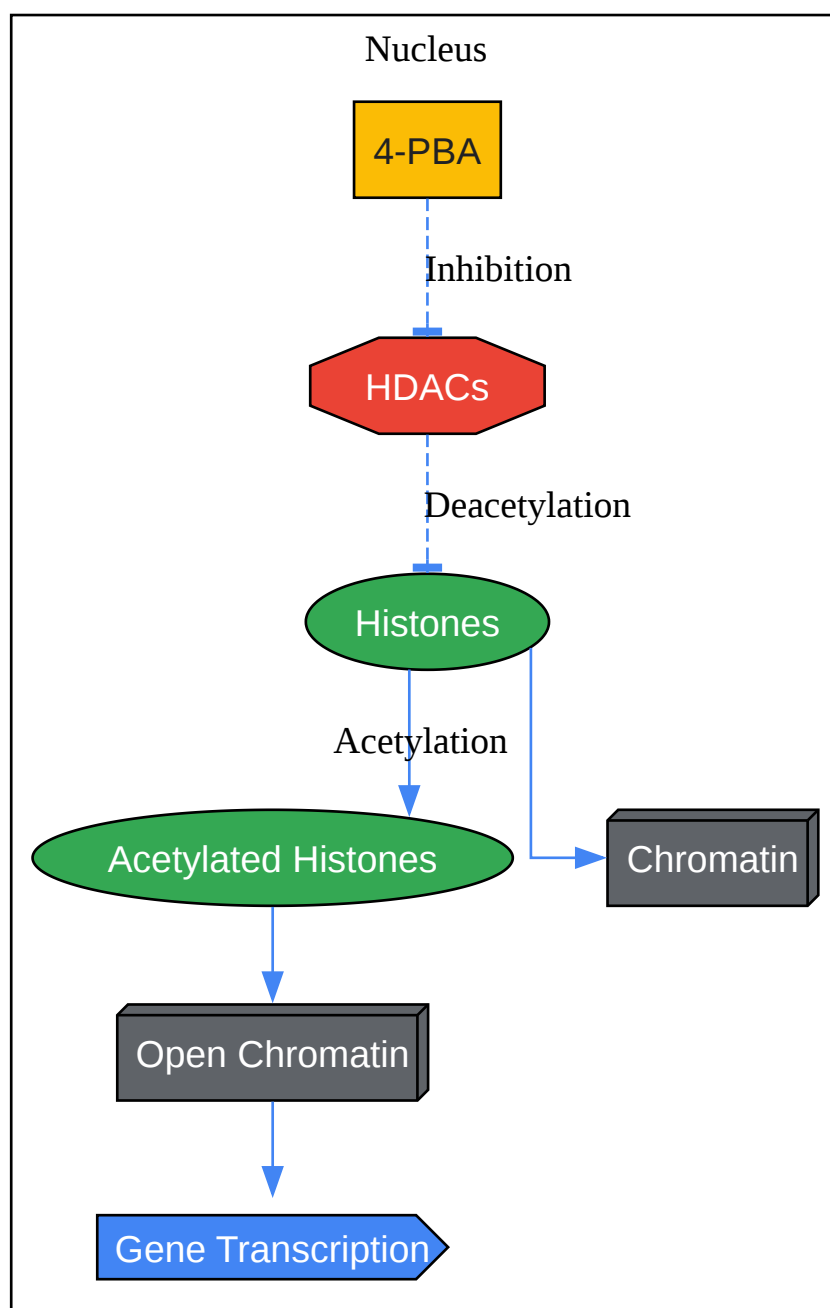 Nucleus
4-PBA
Inhibition
HDACs
Deacetylation
Histones
Acetylation
Acetylated Histones
Chromatin
Open Chromatin
Gene Transcription